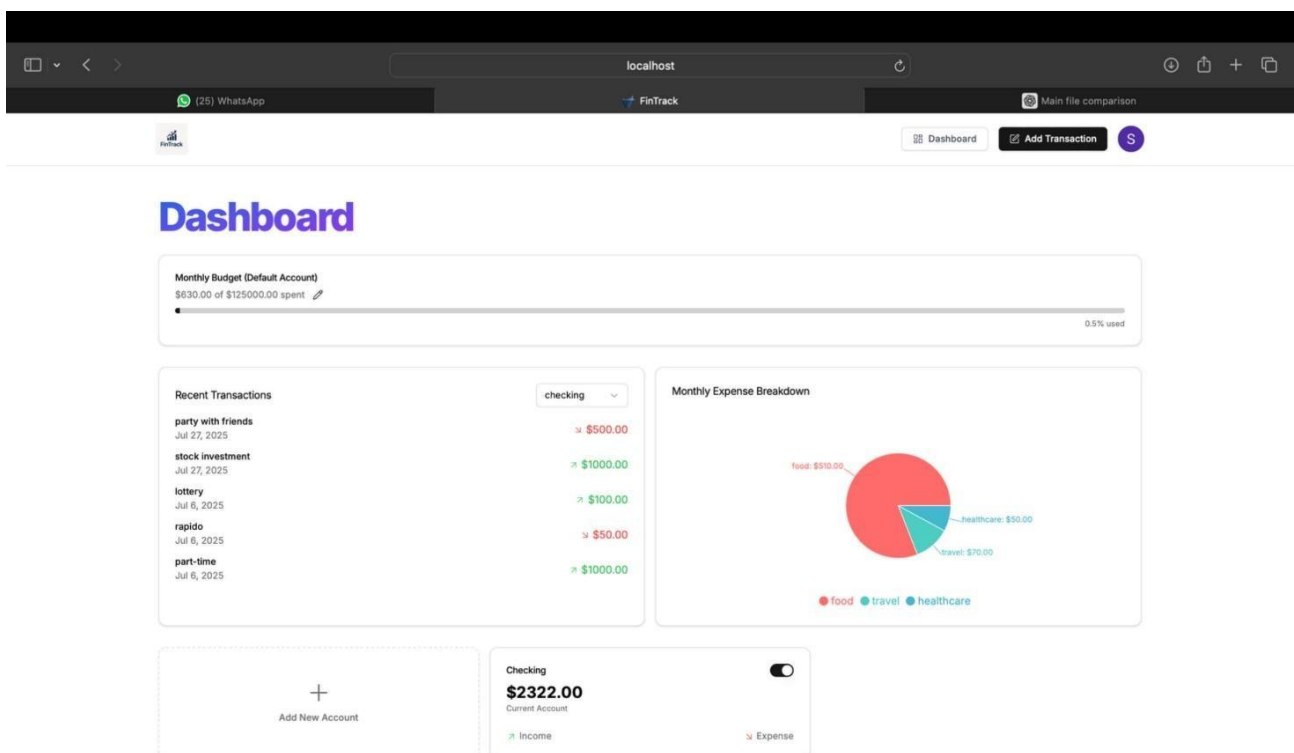 localhost
(25) WhatsApp
FinTrack
Main file comparison
FinTrack
Dashboard
Add Transaction
S
Dashboard
Monthly Budget (Default Account)
$630.00 of $125000.00 spent
0.5% used
Recent Transactions
checking
party with friends
$500.00
Jul 27, 2025
stock investment
$1000.00
Jul 27, 2025
lottery
$100.00
Jul 6, 2025
rapido
$50.00
Jul 6, 2025
part-time
$1000.00
Jul 6, 2025
Monthly Expense Breakdown
food: $510.00
healthcare: $50.00
travel: $70.00
food travel healthcare
Add New Account
Checking
$2322.00
Current Account
Income Expense